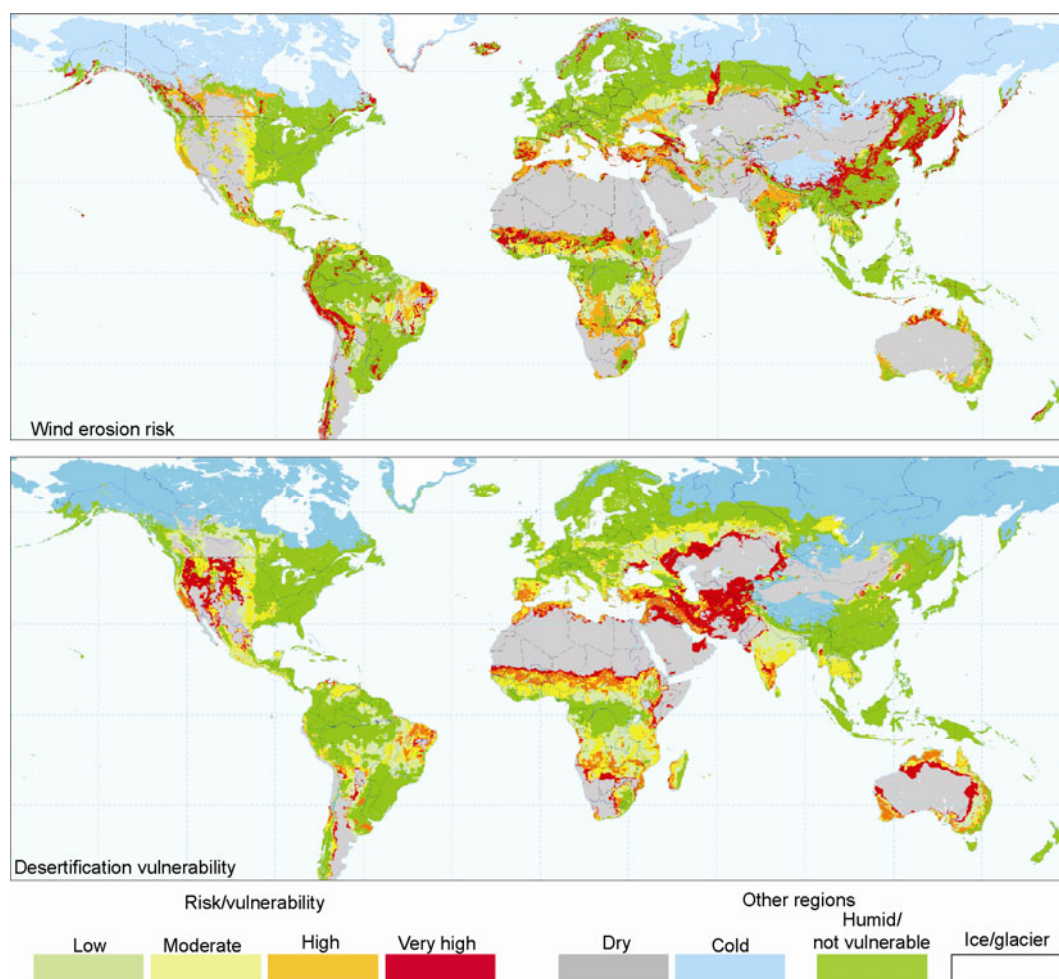 Wind erosion risk
Desertification vulnerability
Risk/vulnerability
Other regions
Low
Moderate
High
Very high
Dry
Cold
Humid/
not vulnerable
Ice/glacier